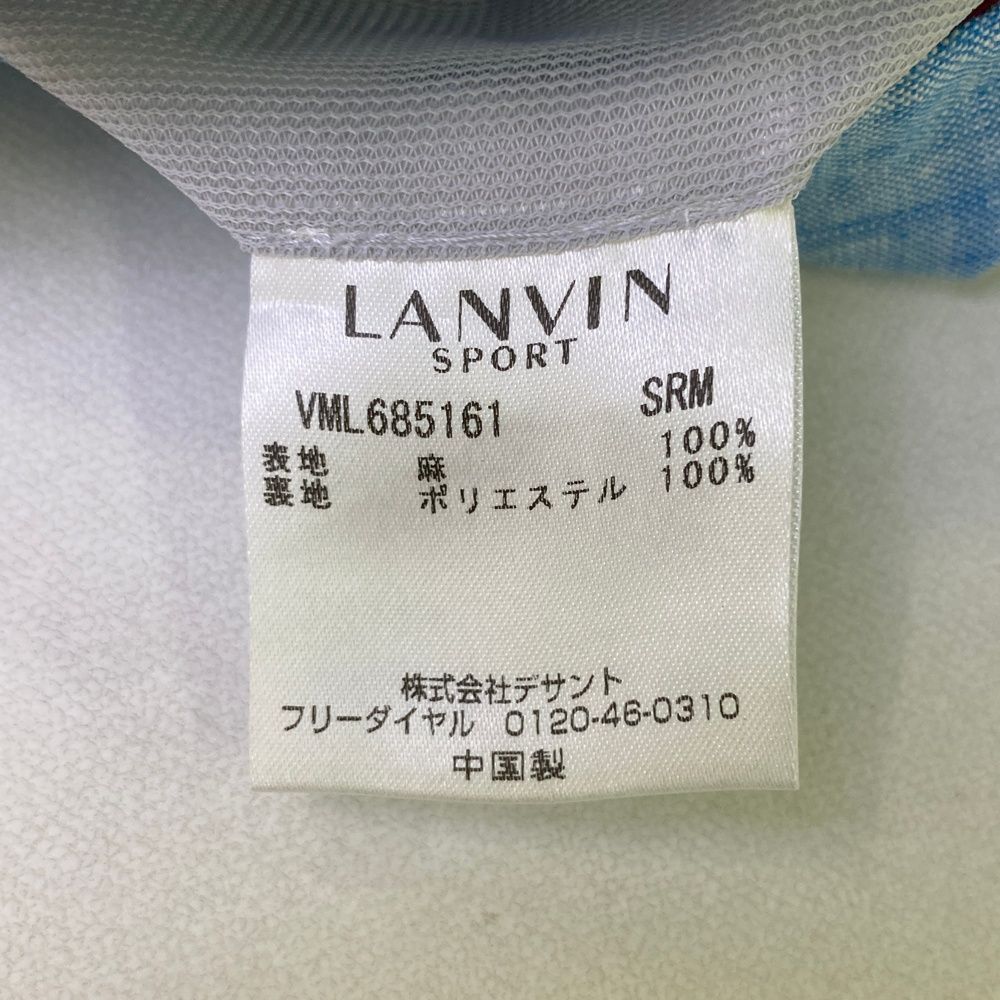 LANVIN
SPORT
VML685161 SRM
表地 麻 100%
裏地 ポリエステル 100%
株式会社デサント
フリーダイヤル 0120-46-0310
中国製